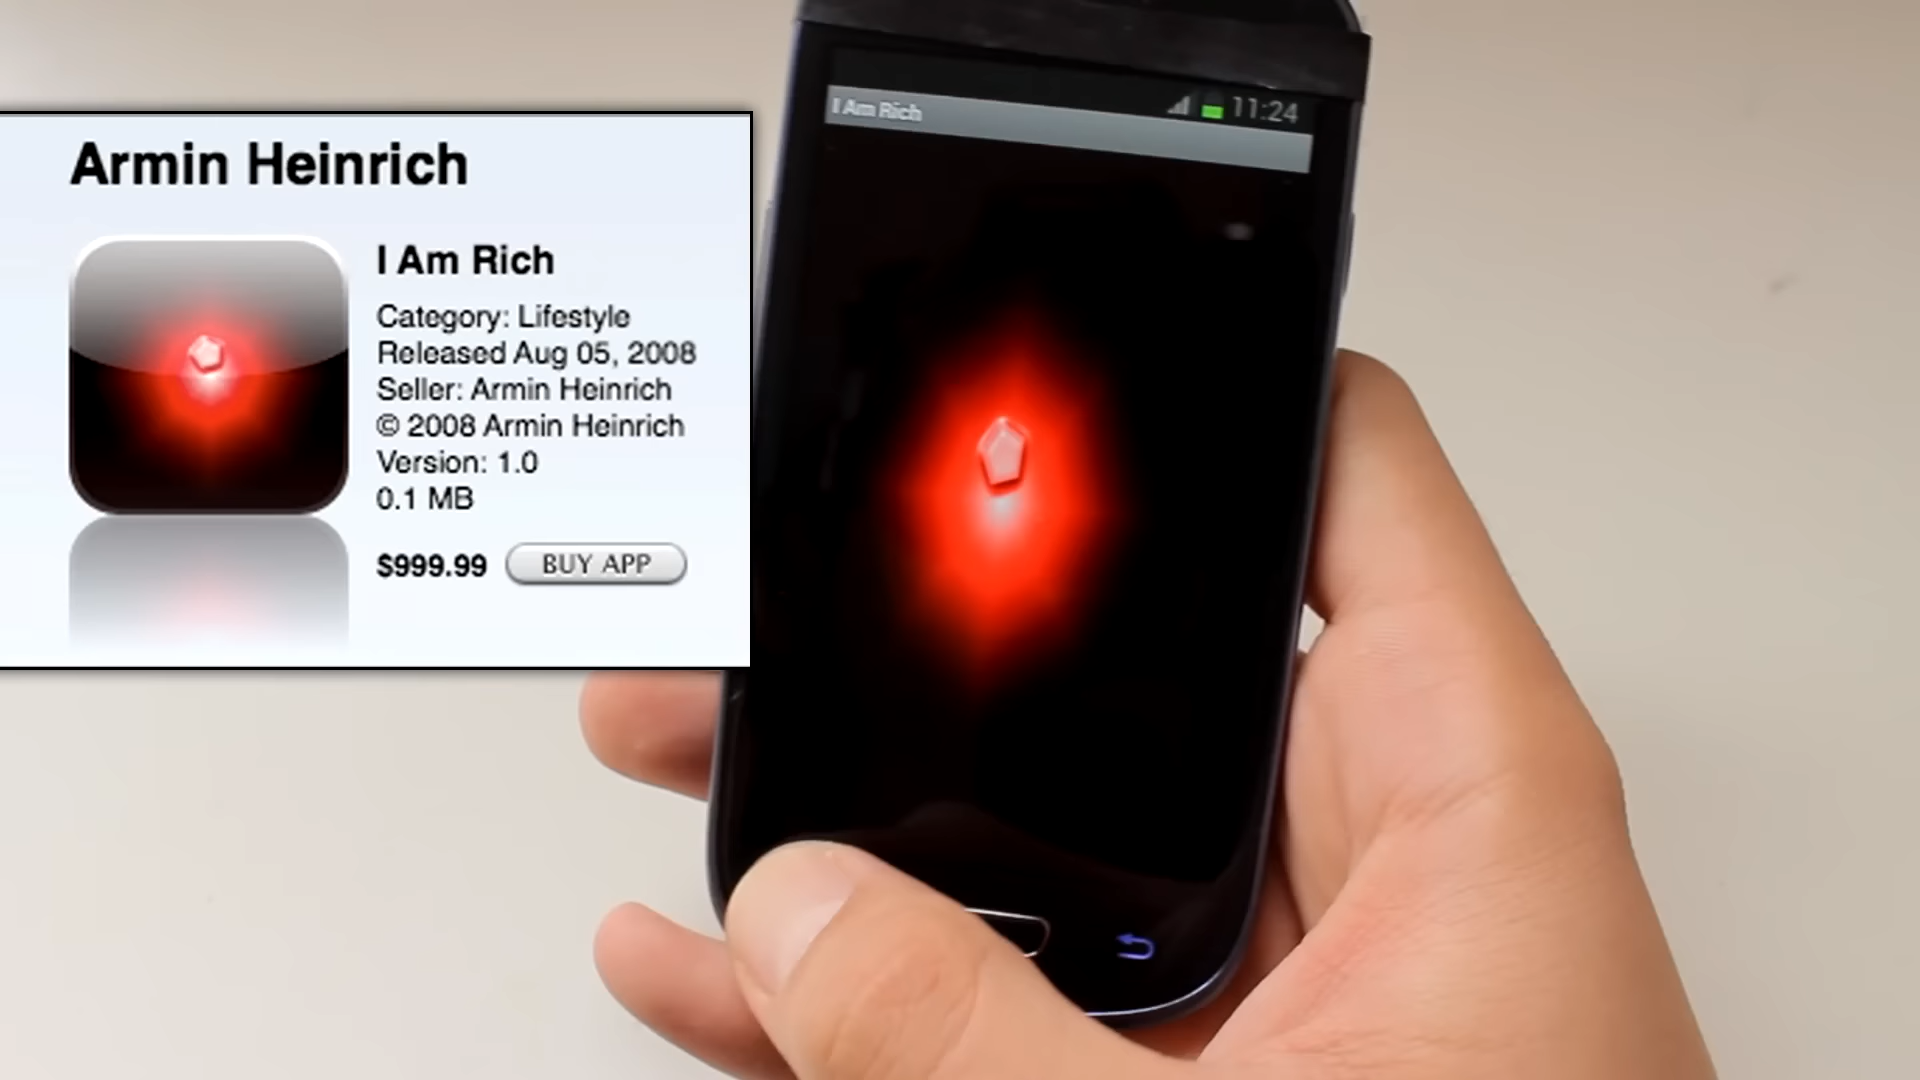 Armin Heinrich
I Am Rich
Category: Lifestyle
Released Aug 05, 2008
Seller: Armin Heinrich
© 2008 Armin Heinrich
Version: 1.0
0.1 MB
$999.99 BUY APP
I Am Rich
11:24